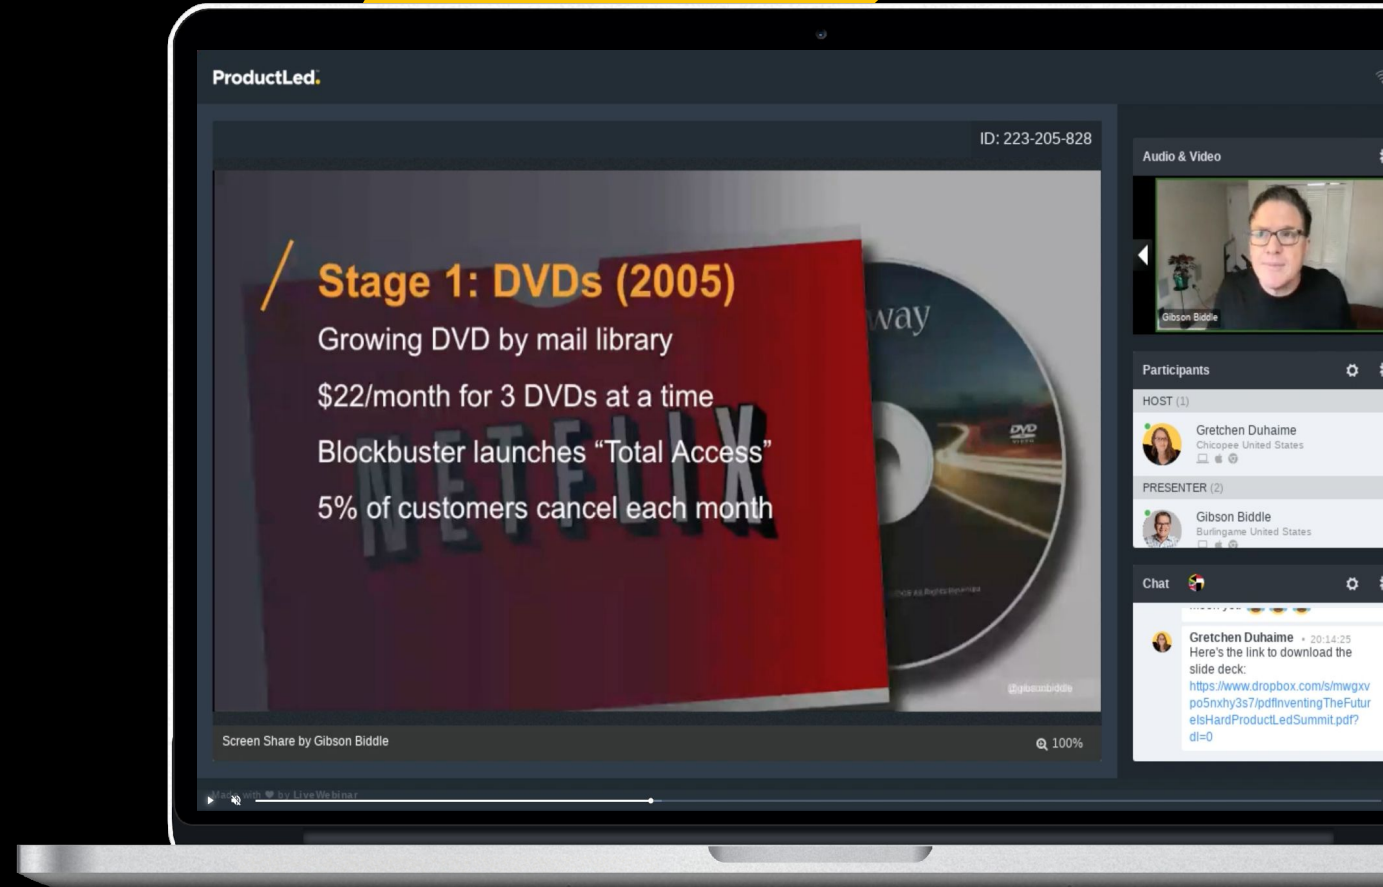 ProductLed.
ID: 223-205-828
Stage 1: DVDs (2005)
Growing DVD by mail library
$22/month for 3 DVDs at a time
Blockbuster launches “Total Access”
5% of customers cancel each month
NETFLIX
way
DVD
@gibsonbiddle
Screen Share by Gibson Biddle
100%
Made with ♥ by LiveWebinar
Audio & Video
Gibson Biddle
Participants
HOST (1)
Gretchen Duhaime
Chicopee United States
PRESENTER (2)
Gibson Biddle
Burlingame United States
Chat
Gretchen Duhaime • 20:14:25
Here's the link to download the
slide deck:
https://www.dropbox.com/s/mwgxv
po5nxhy3s7/pdfInventingTheFutur
eIsHardProductLedSummit.pdf?
dl=0